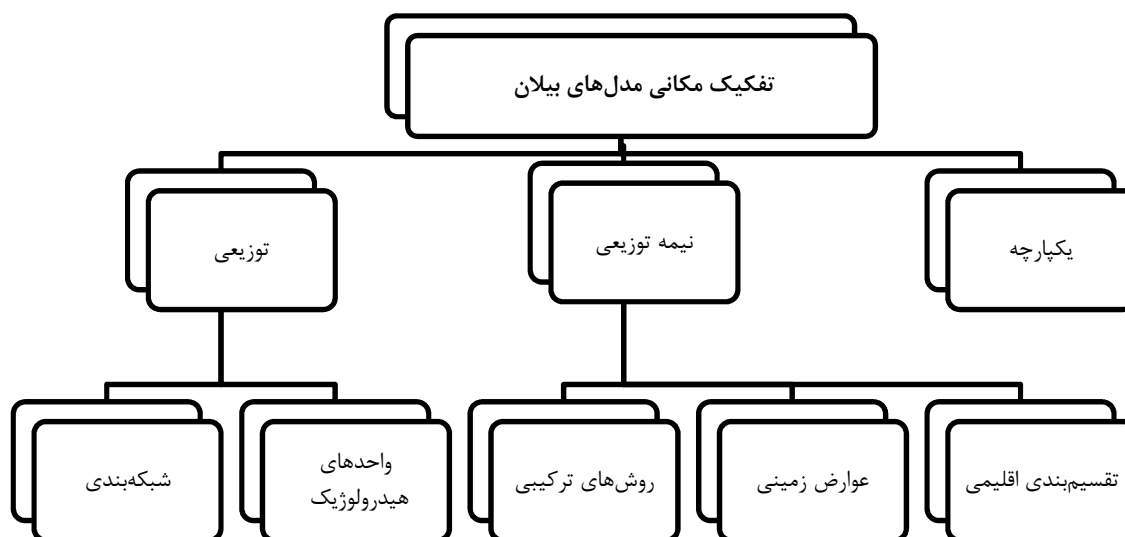 تفکیک مکانی مدل‌های بیلان
یکپارچه
نیمه توزیعی
توزیعی
تقسیم‌بندی اقلیمی
عوارض زمینی
روش‌های ترکیبی
واحدهای
هیدرولوژیک
شبکه‌بندی